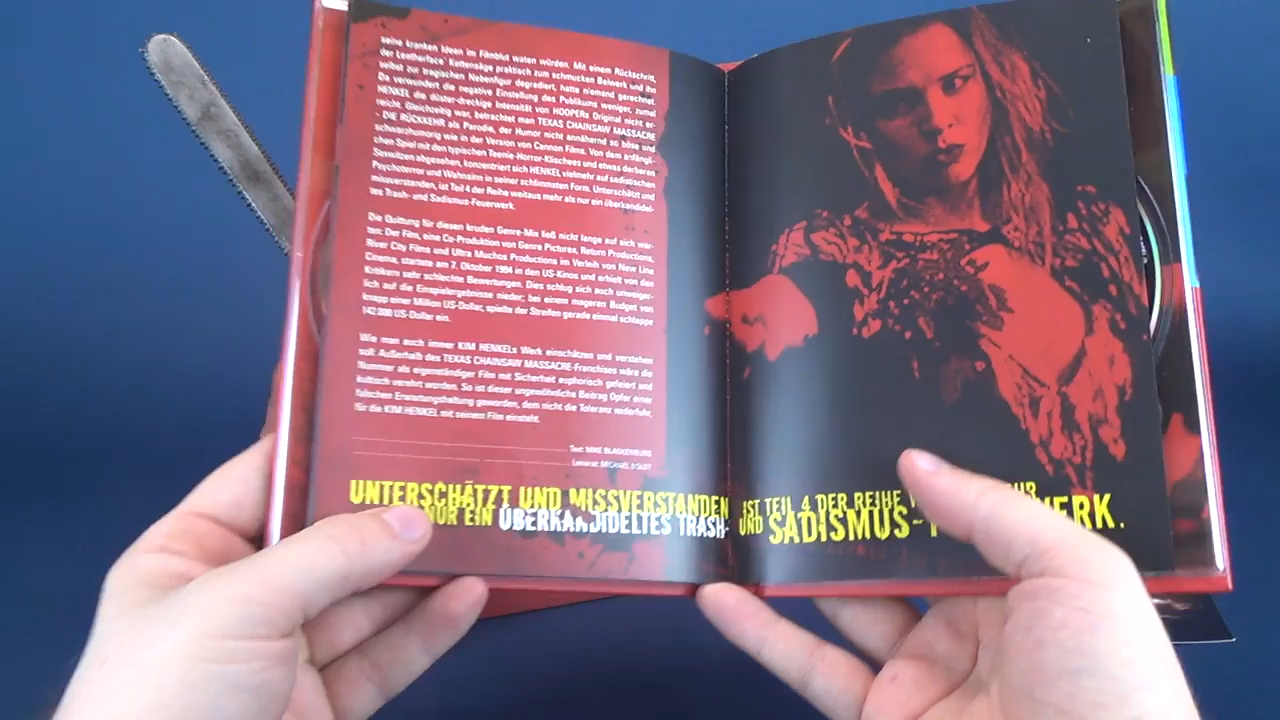 seine kranken Ideen im Filmblut waten würden. Mit einem Rückschritt,
der Leatherface' Kettensäge praktisch zum schmucken Beiwerk und ihn
selbst zur tragischen Nebenfigur degradiert, hatte niemand gerechnet.
Da verwundert die negative Einstellung des Publikums weniger, zumal
HENKEL die düster-dreckige Intensität von HOOPERs Original nicht er-
reicht. Gleichzeitig war, betrachtet man TEXAS CHAINSAW MASSACRE
- DIE RÜCKKEHR als Parodie, der Humor nicht annähernd so böse und
schwarzhumorig wie in der Version von Cannon Films. Von dem anfängli-
chen Spiel mit den typischen Teenie-Horror-Klischees und etwas derberen
Sexwitzen abgesehen, konzentriert sich HENKEL vielmehr auf sadistischen
Psychoterror und Wahnsinn in seiner schlimmsten Form. Unterschätzt und
missverstanden, ist Teil 4 der Reihe weitaus mehr als nur ein überkandidel-
tes Trash- und Sadismus-Feuerwerk.
Die Quittung für diesen kruden Genre-Mix ließ nicht lange auf sich war-
ten: Der Film, eine Co-Produktion von Genre Pictures, Return Productions,
River City Films und Ultra Muchos Productions im Verleih von New Line
Cinema, startete am 7. Oktober 1994 in den US-Kinos und erhielt von den
Kritikern sehr schlechte Bewertungen. Dies schlug sich auch unweiger-
lich auf die Einspielergebnisse nieder; bei einem mageren Budget von
knapp einer Million US-Dollar, spielte der Streifen gerade einmal schlappe
142 000 US-Dollar ein.
Wie man auch immer KIM HENKELs Werk einschätzen und verstehen
soll: Außerhalb des TEXAS CHAINSAW MASSACRE-Franchises wäre die
Nummer als eigenständiger Film mit Sicherheit euphorisch gefeiert und
kultisch verehrt worden. So ist dieser ungewöhnliche Beitrag Opfer einer
falschen Erwartungshaltung geworden, dem nicht die Toleranz widerfuhr,
für die KIM HENKEL mit seinem Film einsteht.
Text: MIKE BLANKENBURG
Lektorat: MICHAEL
UNTERSCHÄTZT UND MISSVERSTANDEN IST TEIL 4 DER REIHE
NUR EIN ÜBERKANDIDELTES TRASH- UND SADISMUS-